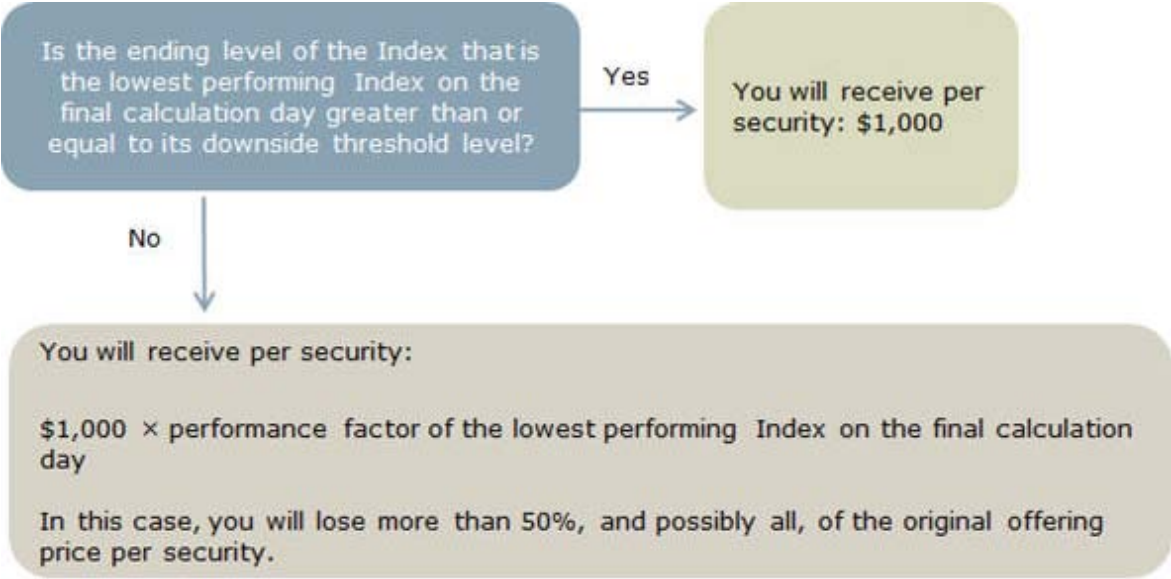 Is the ending level of the Index that is
the lowest performing Index on the
final calculation day greater than or
equal to its downside threshold level?
Yes
You will receive per
security: $1,000
No
You will receive per security:
$1,000 × performance factor of the lowest performing Index on the final calculation
day
In this case, you will lose more than 50%, and possibly all, of the original offering
price per security.